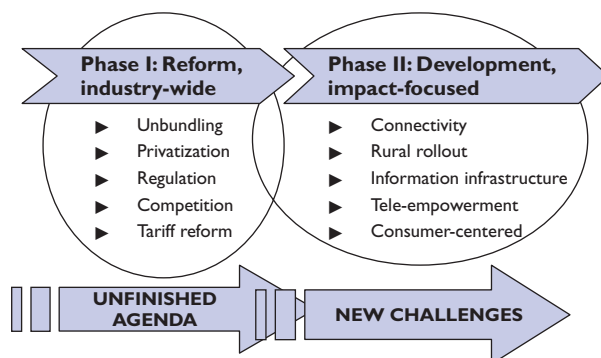 Phase I: Reform,
industry-wide
► Unbundling
► Privatization
► Regulation
► Competition
► Tariff reform
Phase II: Development,
impact-focused
► Connectivity
► Rural rollout
► Information infrastructure
► Tele-empowerment
► Consumer-centered
UNFINISHED
AGENDA
NEW CHALLENGES